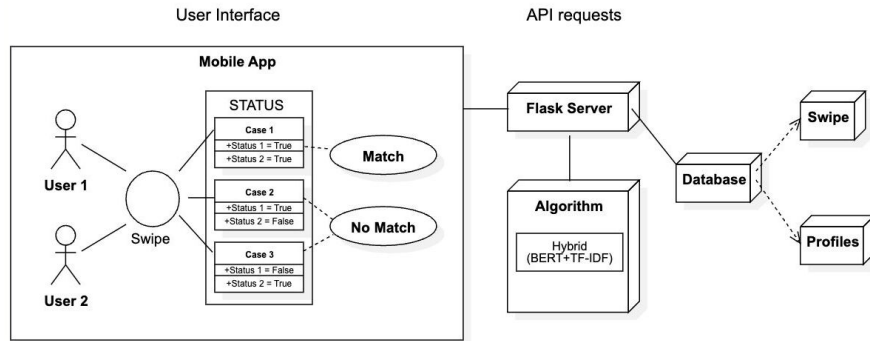 User Interface
API requests
Mobile App
STATUS
Case 1
+Status 1 = True
+Status 2 = True
Match
User 1
Case 2
+Status 1 = True
+Status 2 = False
No Match
Swipe
Case 3
+Status 1 = False
+Status 2 = True
User 2
Flask Server
Swipe
Database
Algorithm
Hybrid
(BERT+TF-IDF)
Profiles